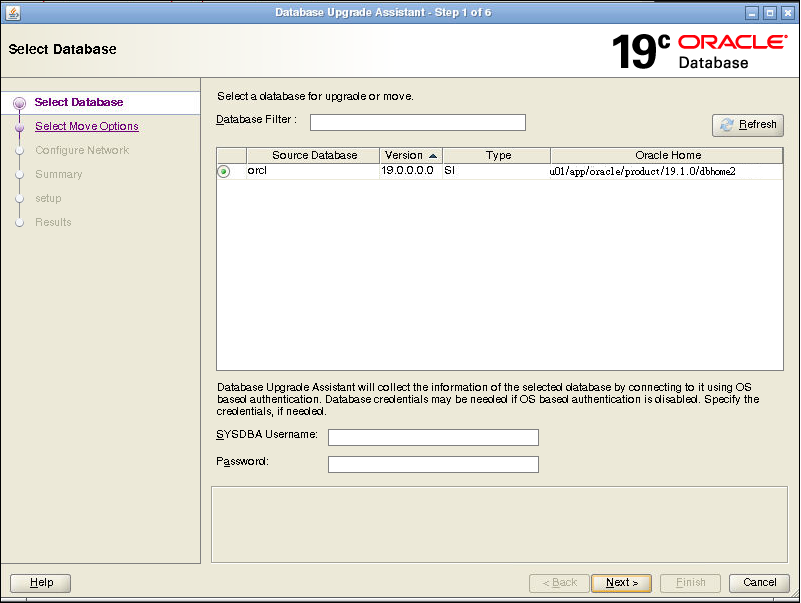 Database Upgrade Assistant - Step 1 of 6
Select Database
19c ORACLE
Database
Select Database
Select Move Options
Configure Network
Summary
setup
Results
Select a database for upgrade or move.
Database Filter :
Refresh
Source Database Version Type Oracle Home
orcl 19.0.0.0.0 SI u01/app/oracle/product/19.1.0/dbhome2
Database Upgrade Assistant will collect the information of the selected database by connecting to it using OS
based authentication. Database credentials may be needed if OS based authentication is disabled. Specify the
credentials, if needed.
SYSDBA Username:
Password:
Help < Back Next > Finish Cancel